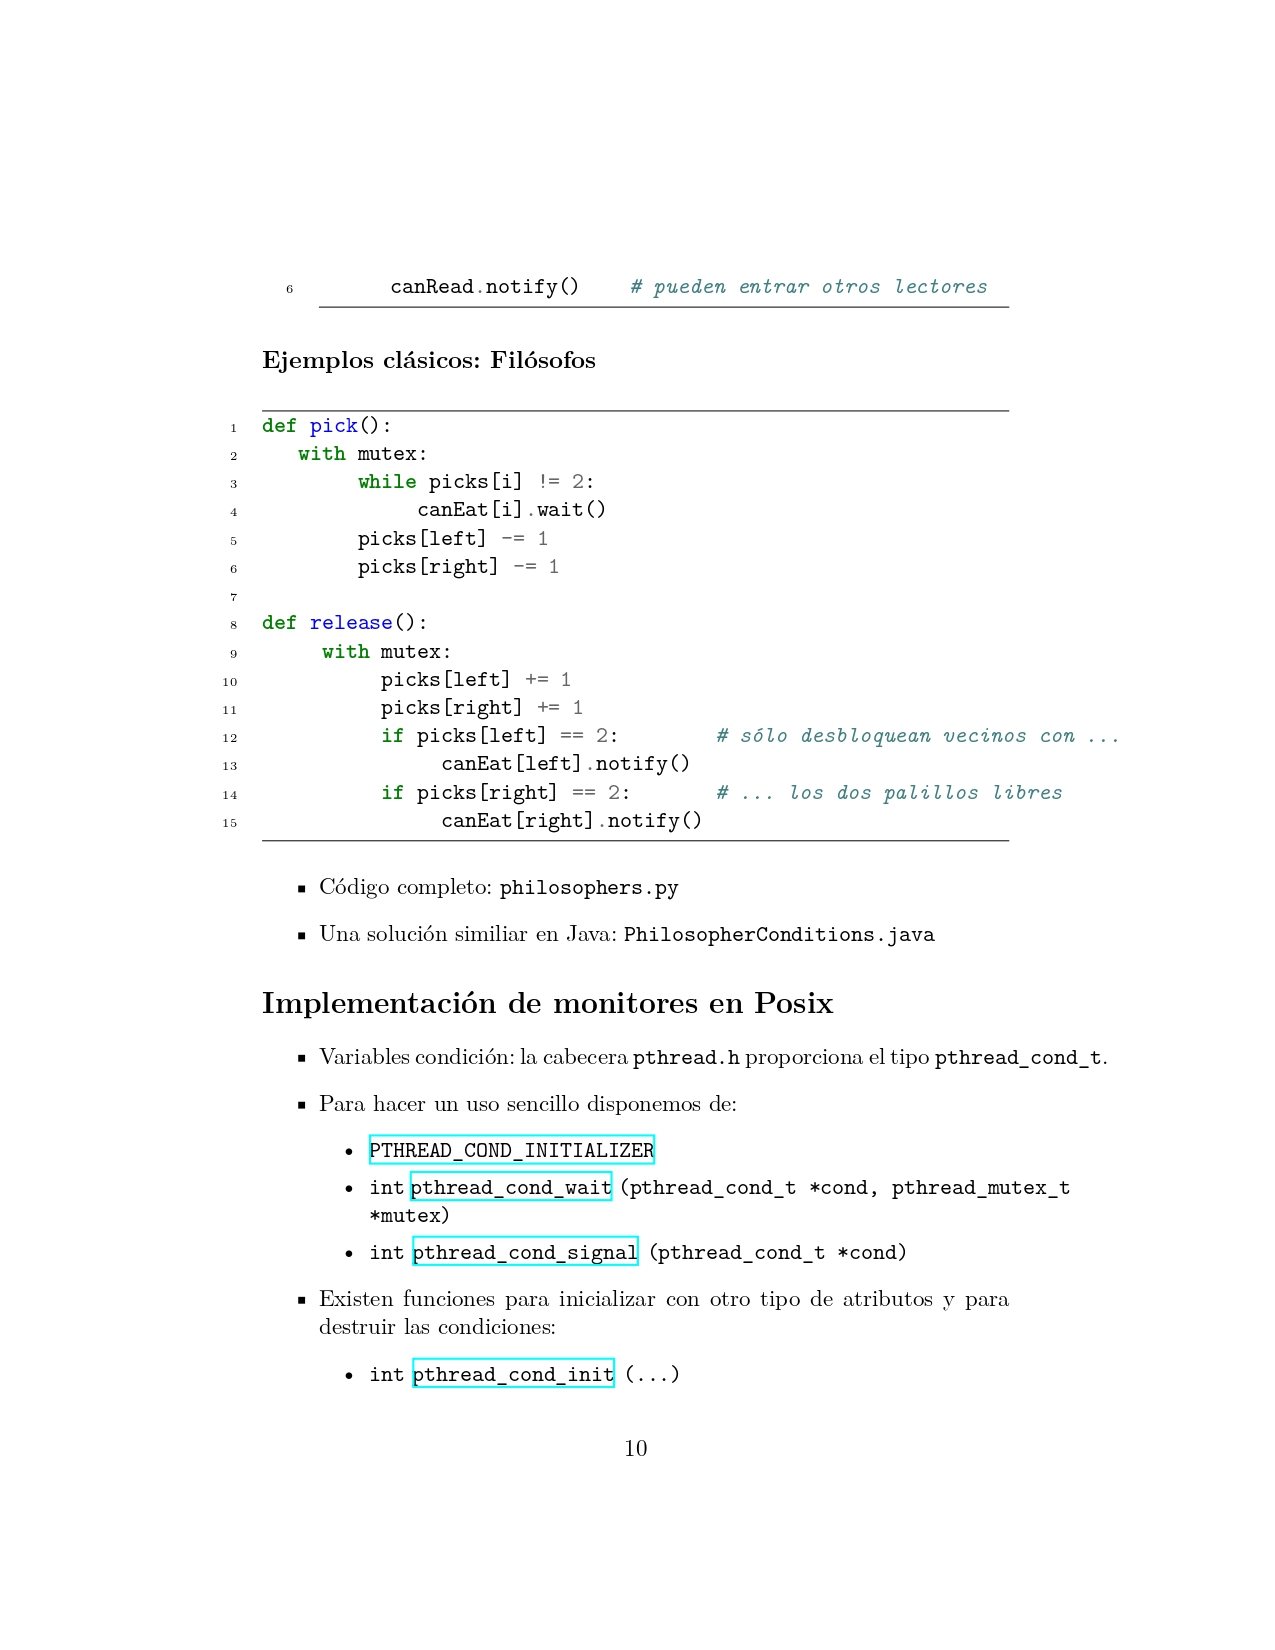 6 canRead.notify() # pueden entrar otros lectores
Ejemplos clásicos: Filósofos
1 def pick():
2 with mutex:
3 while picks[i] != 2:
4 canEat[i].wait()
5 picks[left] -= 1
6 picks[right] -= 1
7
8 def release():
9 with mutex:
10 picks[left] += 1
11 picks[right] += 1
12 if picks[left] == 2: # sólo desbloquean vecinos con ...
13 canEat[left].notify()
14 if picks[right] == 2: # ... los dos palillos libres
15 canEat[right].notify()
▪ Código completo: philosophers.py
▪ Una solución similiar en Java: PhilosopherConditions.java
Implementación de monitores en Posix
▪ Variables condición: la cabecera pthread.h proporciona el tipo pthread_cond_t.
▪ Para hacer un uso sencillo disponemos de:
• PTHREAD_COND_INITIALIZER
• int pthread_cond_wait (pthread_cond_t *cond, pthread_mutex_t
*mutex)
• int pthread_cond_signal (pthread_cond_t *cond)
▪ Existen funciones para inicializar con otro tipo de atributos y para
destruir las condiciones:
• int pthread_cond_init (...)
10